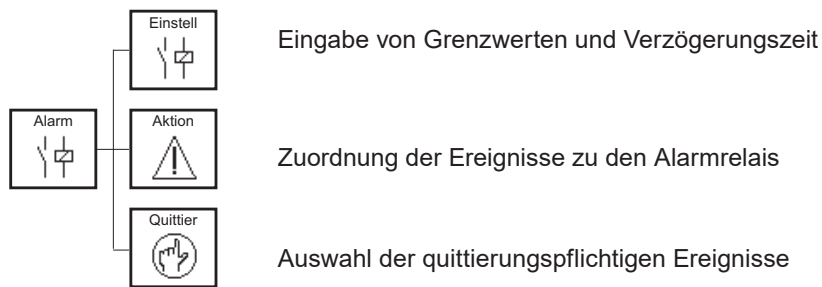 Einstell
Eingabe von Grenzwerten und Verzögerungszeit
Alarm
Aktion
Zuordnung der Ereignisse zu den Alarmrelais
Quittier
Auswahl der quittierungspflichtigen Ereignisse